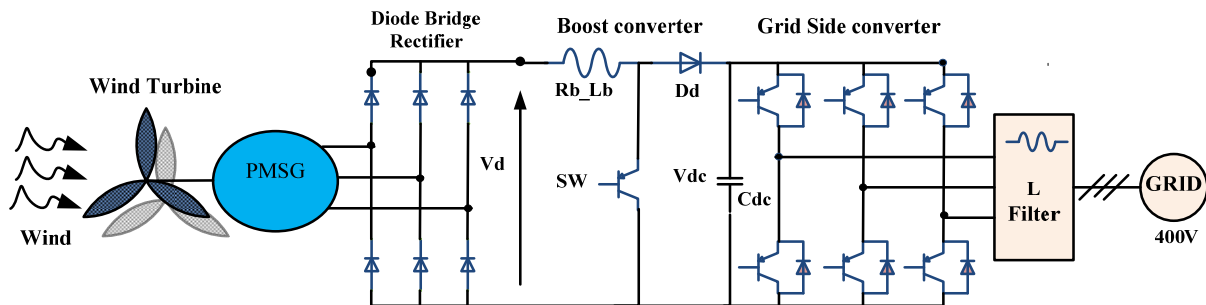 Diode Bridge
Rectifier
Boost converter
Grid Side converter
Wind Turbine
Rb_Lb
Dd
PMSG
Vd
SW
Vdc
Cdc
L
Filter
GRID
400V
Wind